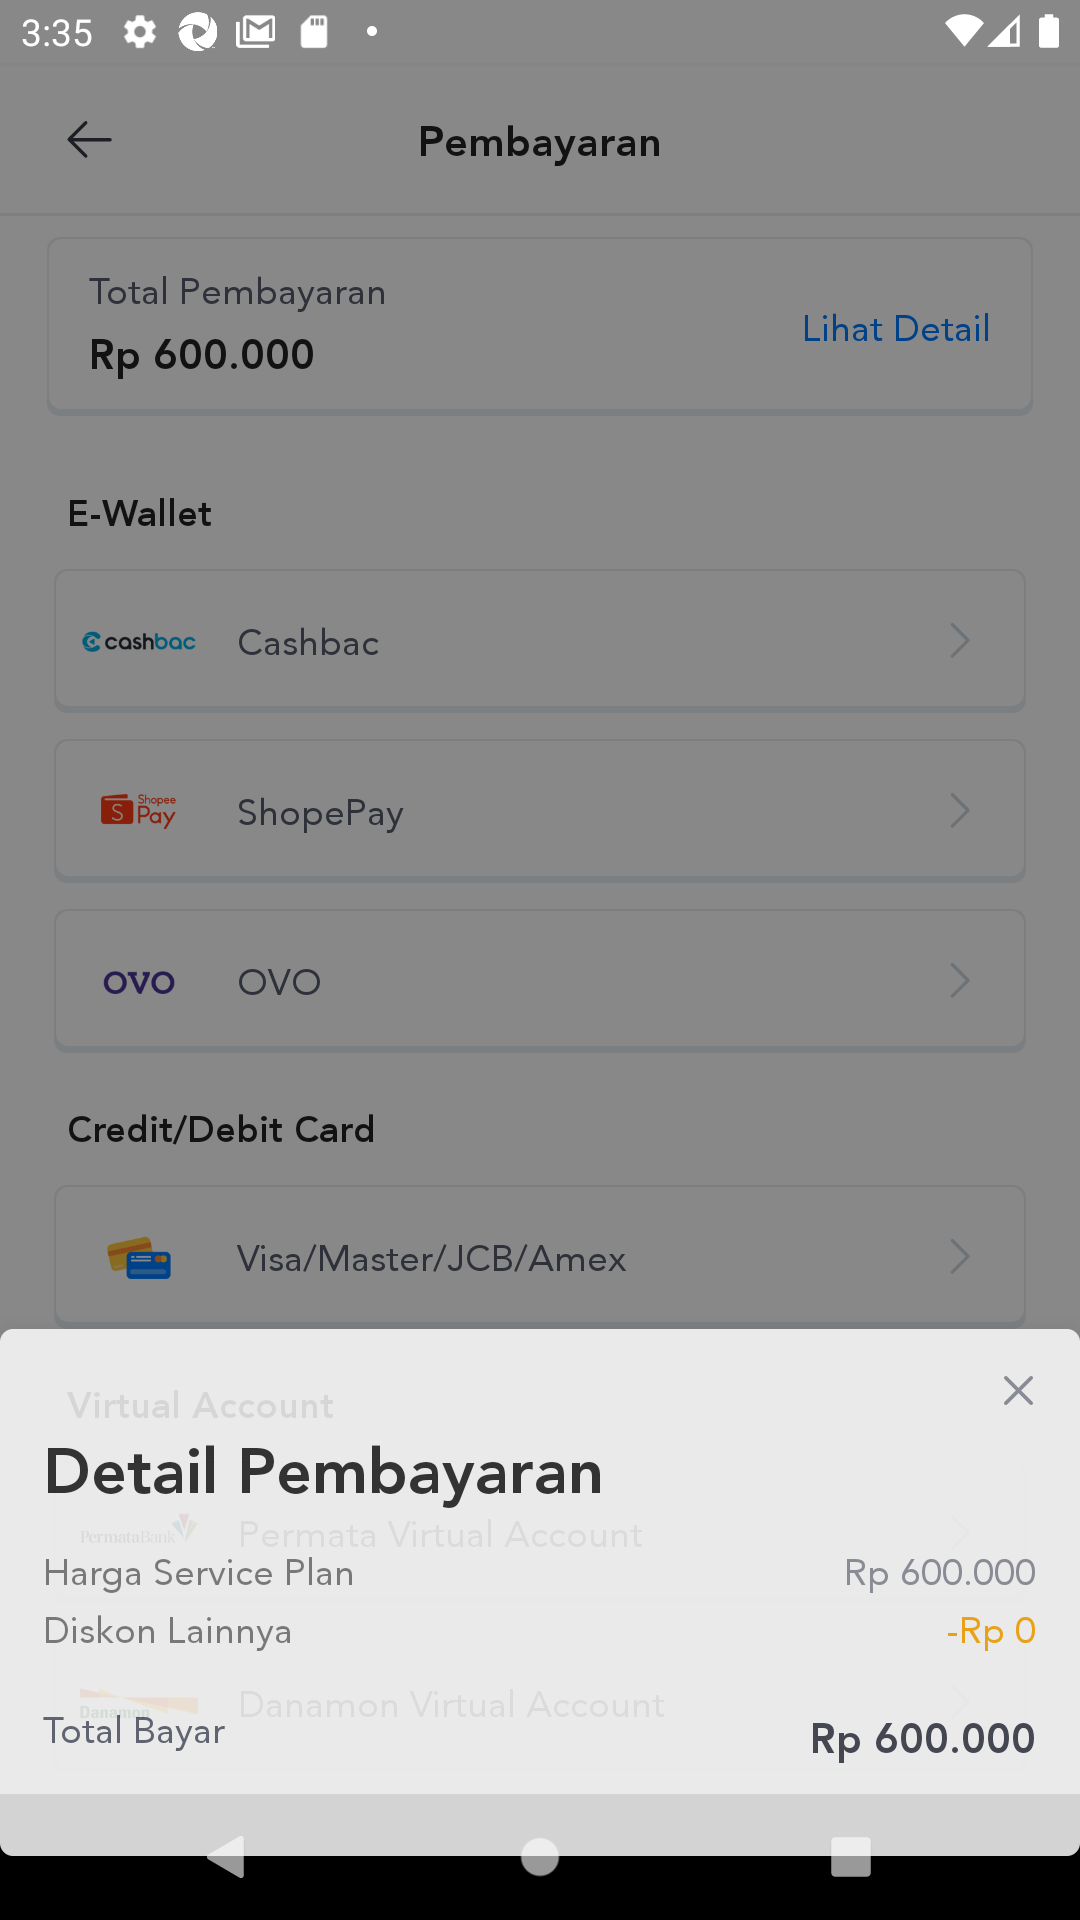 3:35
Pembayaran
Total Pembayaran
Rp 600.000
Lihat Detail
E-Wallet
cashbac Cashbac
Shopee Pay ShopePay
OVO OVO
Credit/Debit Card
Visa/Master/JCB/Amex
Virtual Account
Detail Pembayaran
PermataBank Permata Virtual Account
Harga Service Plan Rp 600.000
Diskon Lainnya -Rp 0
Danamon Danamon Virtual Account
Total Bayar Rp 600.000